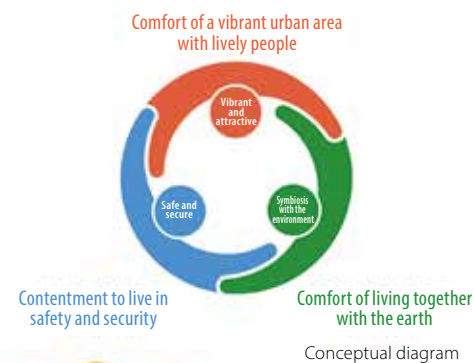 Comfort of a vibrant urban area
with lively people
Vibrant
and
attractive
Safe and
secure
Symbiosis
with the
environment
Contentment to live in
safety and security
Comfort of living together
with the earth
Conceptual diagram